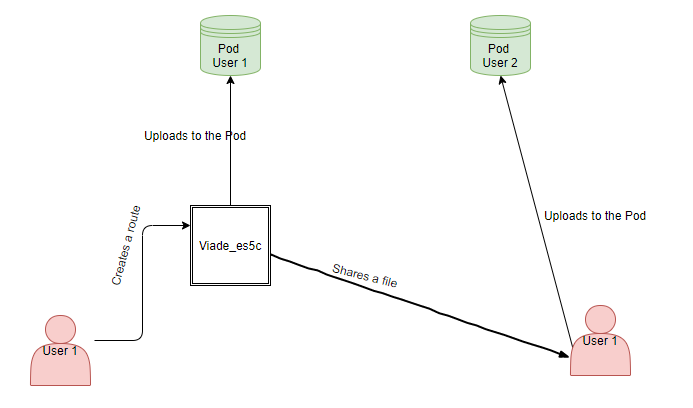 Pod
User 1
Pod
User 2
Uploads to the Pod
Creates a route
Viade_es5c
Uploads to the Pod
Shares a file
User 1
User 1